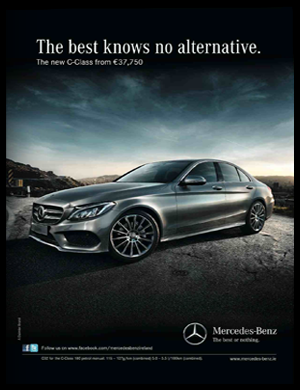 The best knows no alternative.
The new C-Class from €37,750
Mercedes-Benz
The best or nothing.
Follow us on www.facebook.com/mercedesbenzireland
www.mercedes-benz.ie